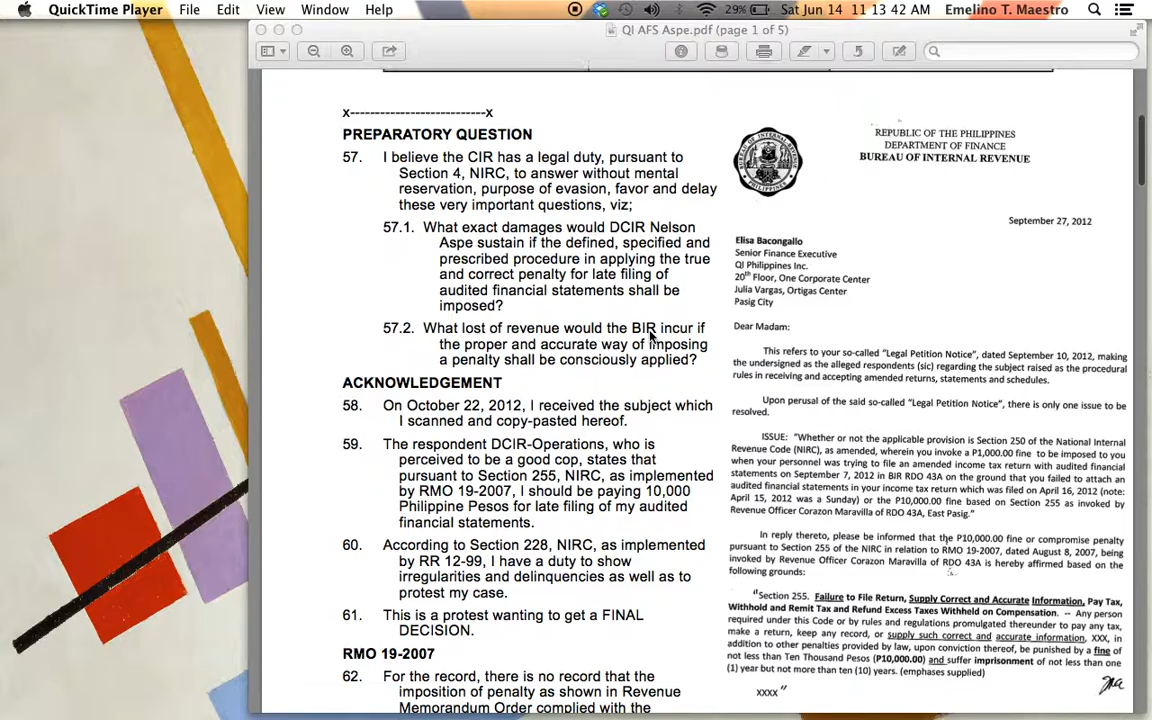 QuickTime Player File Edit View Window Help 29% Sat Jun 14 11 13 42 AM Emelino T. Maestro
QI AFS Aspe.pdf (page 1 of 5)
x--------------------------x
PREPARATORY QUESTION
57. I believe the CIR has a legal duty, pursuant to
Section 4, NIRC, to answer without mental
reservation, purpose of evasion, favor and delay
these very important questions, viz;
57.1. What exact damages would DCIR Nelson
Aspe sustain if the defined, specified and
prescribed procedure in applying the true
and correct penalty for late filing of
audited financial statements shall be
imposed?
57.2. What lost of revenue would the BIR incur if
the proper and accurate way of imposing
a penalty shall be consciously applied?
ACKNOWLEDGEMENT
58. On October 22, 2012, I received the subject which
I scanned and copy-pasted hereof.
59. The respondent DCIR-Operations, who is
perceived to be a good cop, states that
pursuant to Section 255, NIRC, as implemented
by RMO 19-2007, I should be paying 10,000
Philippine Pesos for late filing of my audited
financial statements.
60. According to Section 228, NIRC, as implemented
by RR 12-99, I have a duty to show
irregularities and delinquencies as well as to
protest my case.
61. This is a protest wanting to get a FINAL
DECISION.
RMO 19-2007
62. For the record, there is no record that the
imposition of penalty as shown in Revenue
Memorandum Order complied with the
REPUBLIC OF THE PHILIPPINES
DEPARTMENT OF FINANCE
BUREAU OF INTERNAL REVENUE
September 27, 2012
Elisa Bacongallo
Senior Finance Executive
QI Philippines Inc.
20th Floor, One Corporate Center
Julia Vargas, Ortigas Center
Pasig City
Dear Madam:
This refers to your so-called "Legal Petition Notice", dated September 10, 2012, making
the undersigned as the alleged respondents (sic) regarding the subject raised as the procedural
rules in receiving and accepting amended returns, statements and schedules.
Upon perusal of the said so-called "Legal Petition Notice", there is only one issue to be
resolved.
ISSUE: "Whether or not the applicable provision is Section 250 of the National Internal
Revenue Code (NIRC), as amended, wherein you invoke a P1,000.00 fine to be imposed to you
when your personnel was trying to file an amended income tax return with audited financial
statements on September 7, 2012 in BIR RDO 43A on the ground that you failed to attach an
audited financial statements in your income tax return which was filed on April 16, 2012 (note:
April 15, 2012 was a Sunday) or the P10,000.00 fine based on Section 255 as invoked by
Revenue Officer Corazon Maravilla of RDO 43A, East Pasig."
In reply thereto, please be informed that the P10,000.00 fine or compromise penalty
pursuant to Section 255 of the NIRC in relation to RMO 19-2007, dated August 8, 2007, being
invoked by Revenue Officer Corazon Maravilla of RDO 43A is hereby affirmed based on the
following grounds:
"Section 255. Failure to File Return, Supply Correct and Accurate Information, Pay Tax,
Withhold and Remit Tax and Refund Excess Taxes Withheld on Compensation. – Any person
required under this Code or by rules and regulations promulgated thereunder to pay any tax,
make a return, keep any record, or supply such correct and accurate information, XXX, in
addition to other penalties provided by law, upon conviction thereof, be punished by a fine of
not less than Ten Thousand Pesos (P10,000.00) and suffer imprisonment of not less than one
(1) year but not more than ten (10) years. (emphases supplied)
xxxx "